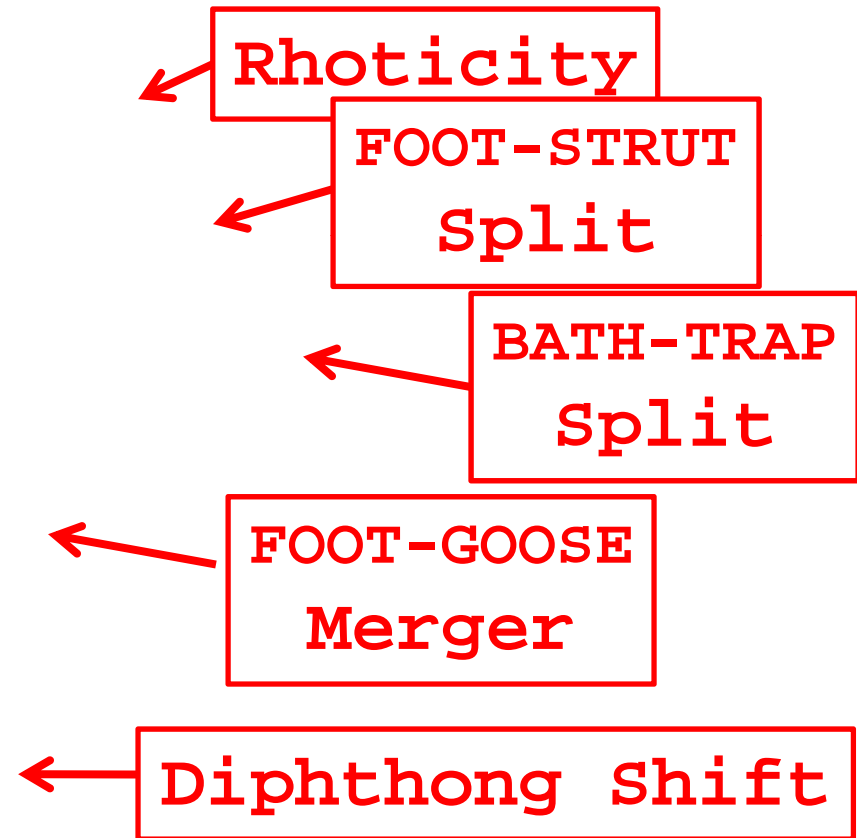 Rhoticity
FOOT-STRUT
Split
BATH-TRAP
Split
FOOT-GOOSE
Merger
Diphthong Shift